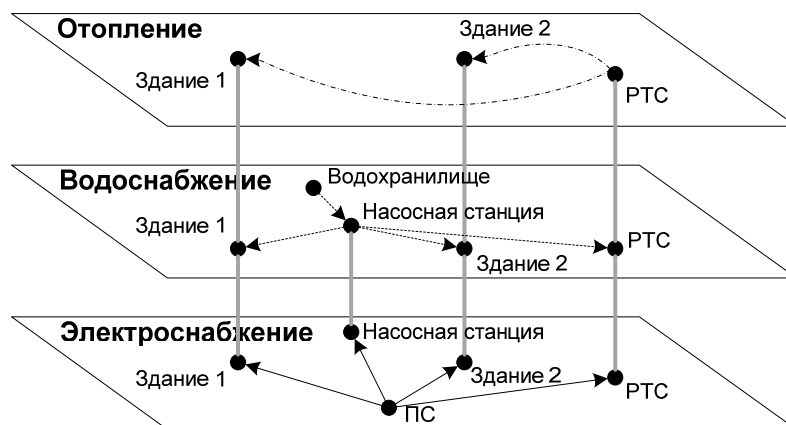 Отопление
Здание 2
Здание 1
РТС
Водоснабжение
Водохранилище
Насосная станция
Здание 1
РТС
Здание 2
Электроснабжение
Насосная станция
Здание 1
Здание 2
РТС
ПС